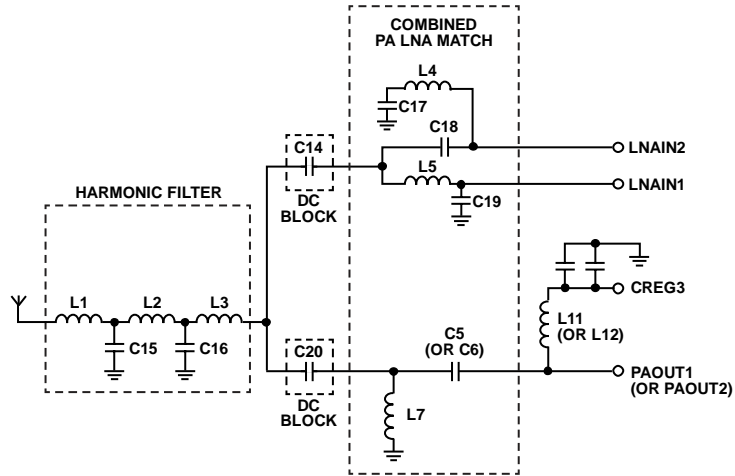 COMBINED
PA LNA MATCH
L4
C17
C18
LNAIN2
C14
DC
BLOCK
L5
LNAIN1
C19
HARMONIC FILTER
L1
L2
L3
C15
C16
CREG3
L11
(OR L12)
C5
(OR C6)
C20
DC
BLOCK
PAOUT1
(OR PAOUT2)
L7